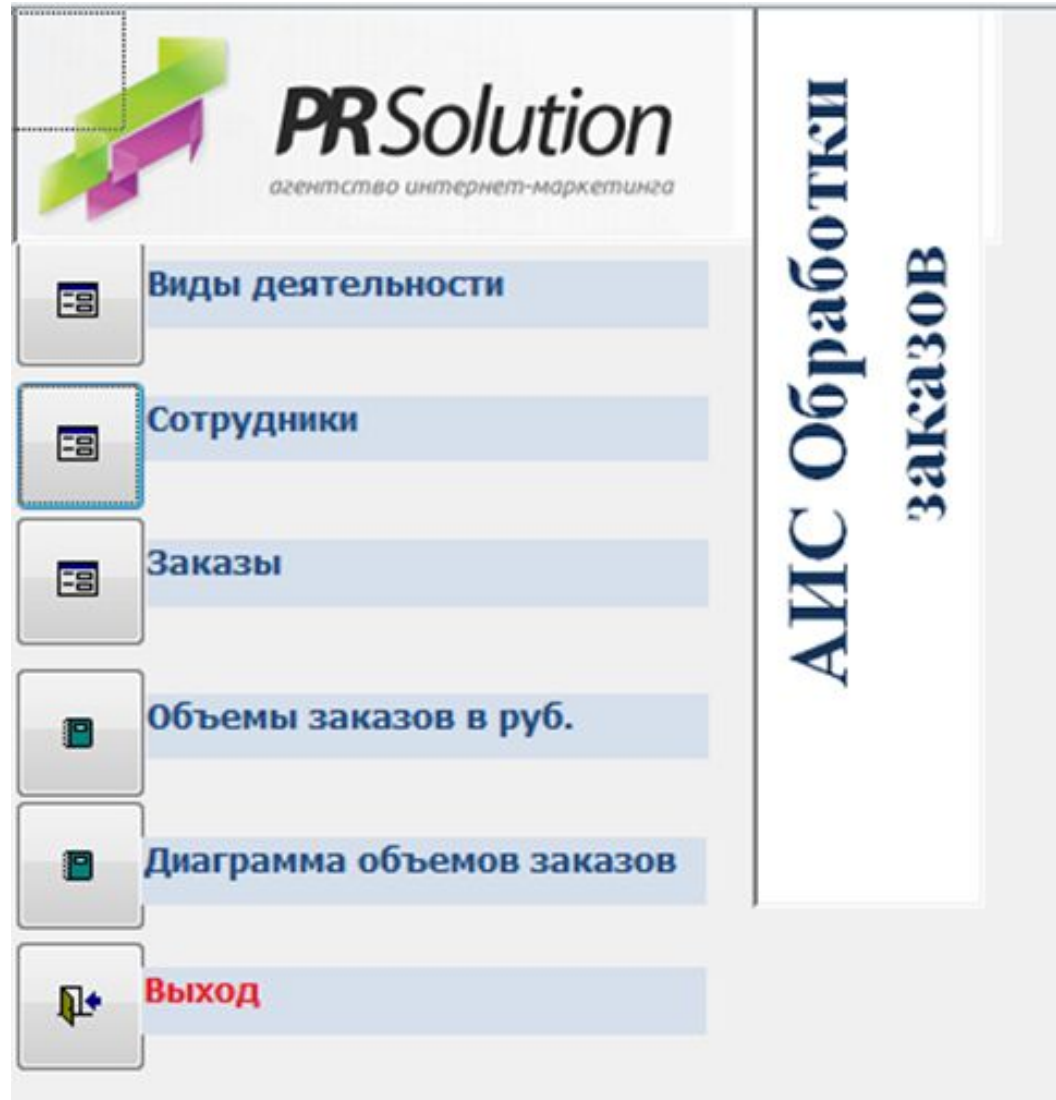 PRSolution
агентство интернет-маркетинга
Виды деятельности
Сотрудники
Заказы
Объемы заказов в руб.
Диаграмма объемов заказов
Выход
АИС Обработки
заказов